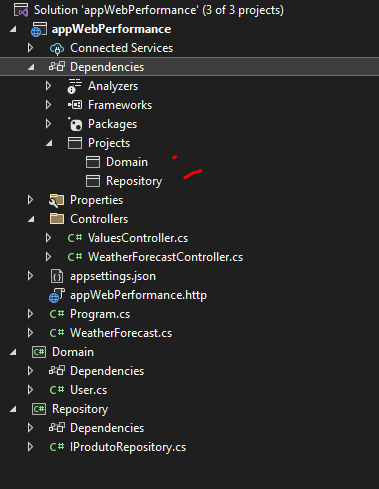 Solution 'appWebPerformance' (3 of 3 projects)
appWebPerformance
Connected Services
Dependencies
Analyzers
Frameworks
Packages
Projects
Domain
Repository
Properties
Controllers
C# ValuesController.cs
C# WeatherForecastController.cs
appsettings.json
appWebPerformance.http
C# Program.cs
C# WeatherForecast.cs
C# Domain
Dependencies
C# User.cs
C# Repository
Dependencies
C# IProdutoRepository.cs